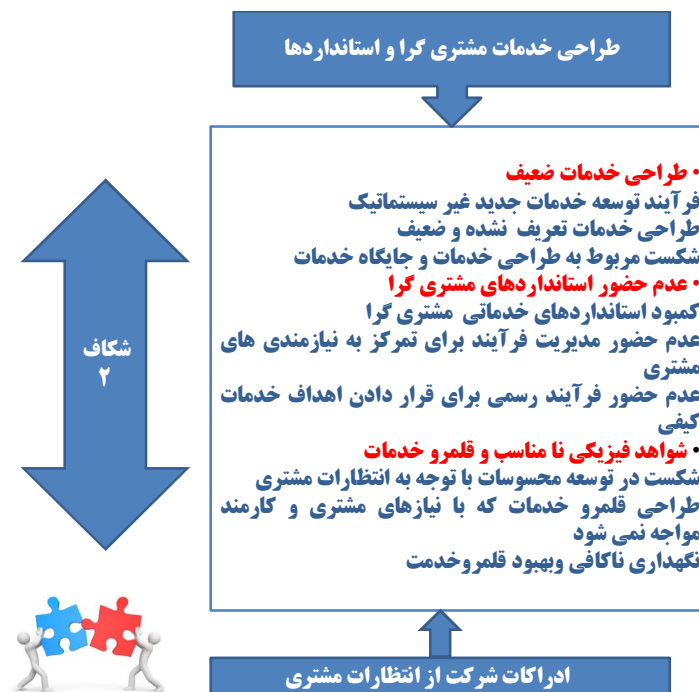 طراحی خدمات مشتری گرا و استانداردها
• طراحی خدمات ضعیف
فرآیند توسعه خدمات جدید غیر سیستماتیک
طراحی خدمات تعریف نشده و ضعیف
شکست مربوط به طراحی خدمات و جایگاه خدمات
• عدم حضور استانداردهای مشتری گرا
کمبود استانداردهای خدماتی مشتری گرا
عدم حضور مدیریت فرآیند برای تمرکز به نیازمندی های
مشتری
عدم حضور فرآیند رسمی برای قرار دادن اهداف خدمات
کیفی
• شواهد فیزیکی نا مناسب و قلمرو خدمات
شکست در توسعه محسوسات با توجه به انتظارات مشتری
طراحی قلمرو خدمات که با نیازهای مشتری و کارمند
مواجه نمی شود
نگهداری ناکافی وبهبود قلمروخدمت
شکاف
۲
ادراکات شرکت از انتظارات مشتری